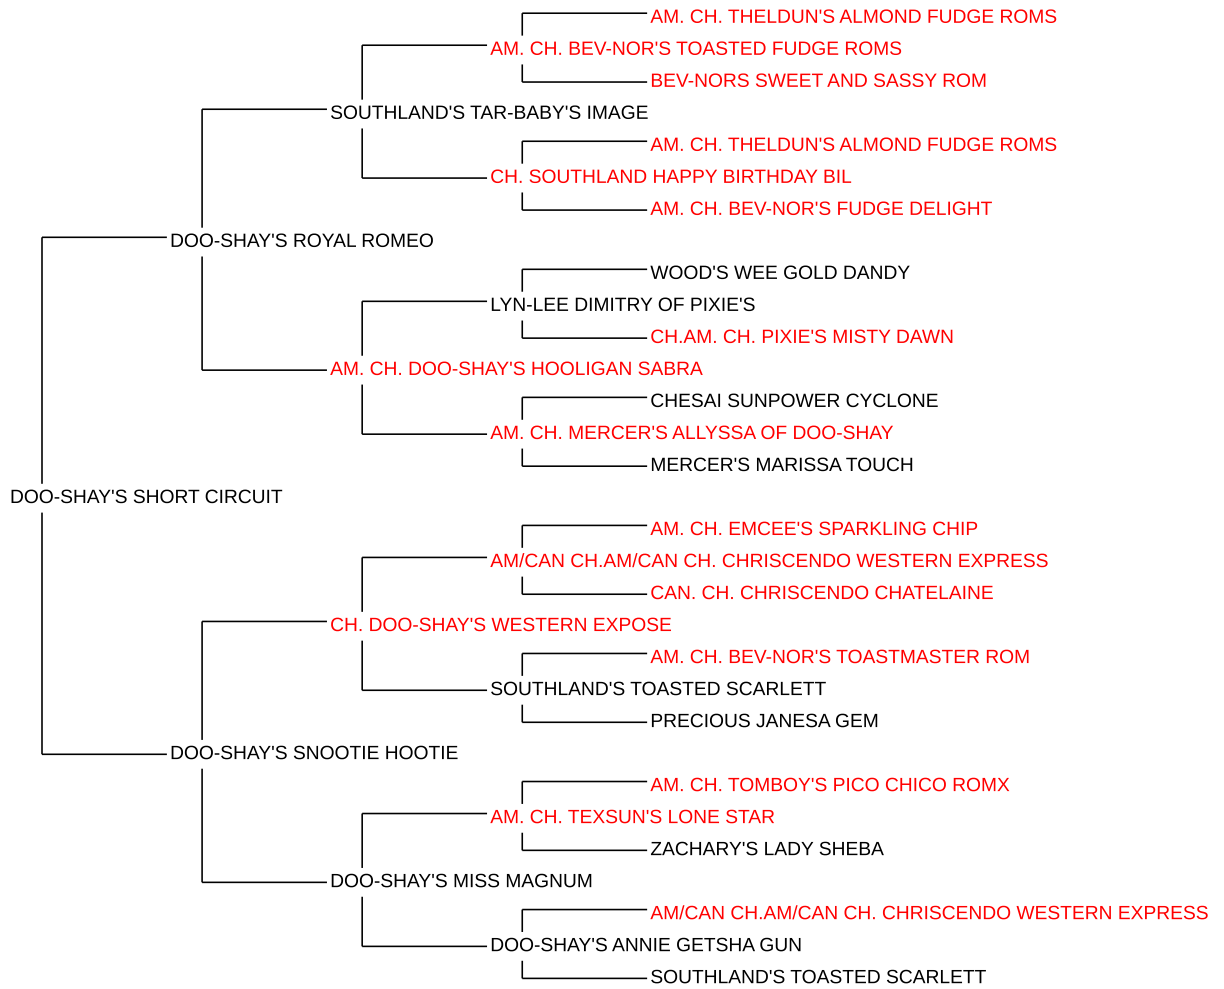 AM. CH. THELDUN'S ALMOND FUDGE ROMS
AM. CH. BEV-NOR'S TOASTED FUDGE ROMS
BEV-NORS SWEET AND SASSY ROM
SOUTHLAND'S TAR-BABY'S IMAGE
AM. CH. THELDUN'S ALMOND FUDGE ROMS
CH. SOUTHLAND HAPPY BIRTHDAY BIL
AM. CH. BEV-NOR'S FUDGE DELIGHT
DOO-SHAY'S ROYAL ROMEO
WOOD'S WEE GOLD DANDY
LYN-LEE DIMITRY OF PIXIE'S
CH.AM. CH. PIXIE'S MISTY DAWN
AM. CH. DOO-SHAY'S HOOLIGAN SABRA
CHESAI SUNPOWER CYCLONE
AM. CH. MERCER'S ALLYSSA OF DOO-SHAY
MERCER'S MARISSA TOUCH
DOO-SHAY'S SHORT CIRCUIT
AM. CH. EMCEE'S SPARKLING CHIP
AM/CAN CH.AM/CAN CH. CHRISCENDO WESTERN EXPRESS
CAN. CH. CHRISCENDO CHATELAINE
CH. DOO-SHAY'S WESTERN EXPOSE
AM. CH. BEV-NOR'S TOASTMASTER ROM
SOUTHLAND'S TOASTED SCARLETT
PRECIOUS JANESA GEM
DOO-SHAY'S SNOOTIE HOOTIE
AM. CH. TOMBOY'S PICO CHICO ROMX
AM. CH. TEXSUN'S LONE STAR
ZACHARY'S LADY SHEBA
DOO-SHAY'S MISS MAGNUM
AM/CAN CH.AM/CAN CH. CHRISCENDO WESTERN EXPRESS
DOO-SHAY'S ANNIE GETSHA GUN
SOUTHLAND'S TOASTED SCARLETT